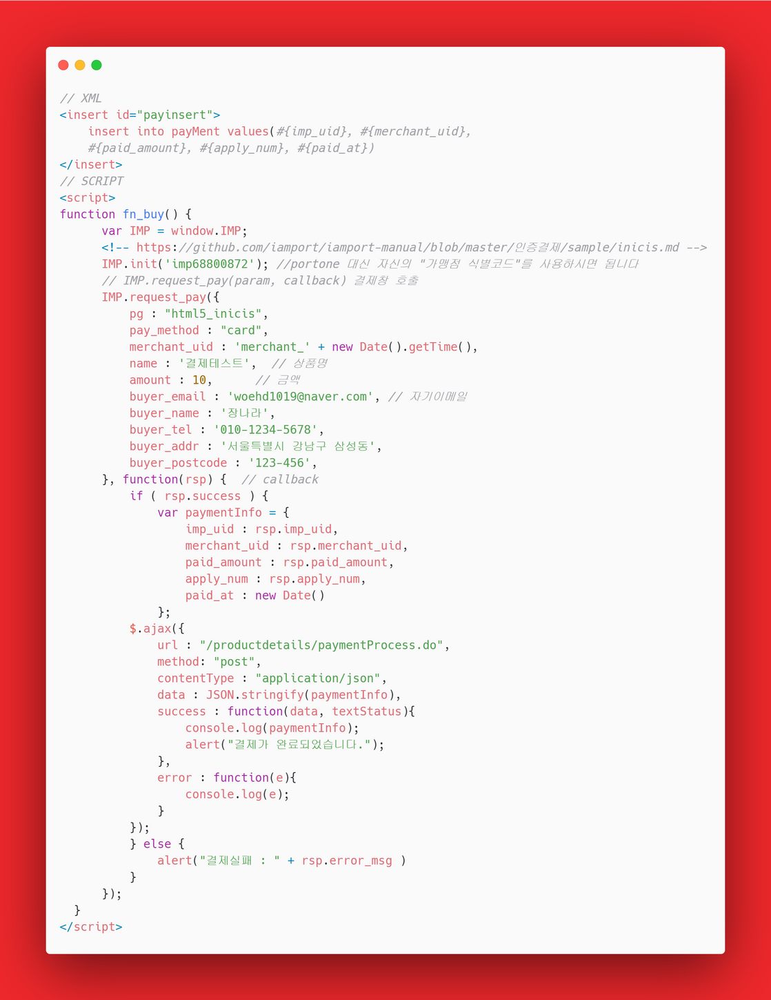 // XML
<insert id="payinsert">
    insert into payMent values(#{imp_uid}, #{merchant_uid},
    #{paid_amount}, #{apply_num}, #{paid_at})
</insert>
// SCRIPT
<script>
function fn_buy() {
      var IMP = window.IMP;
      <!-- https://github.com/iamport/iamport-manual/blob/master/인증결제/sample/inicis.md -->
      IMP.init('imp68800872'); //portone 대신 자신의 "가맹점 식별코드"를 사용하시면 됩니다
      // IMP.request_pay(param, callback) 결제창 호출
      IMP.request_pay({
          pg : "html5_inicis",
          pay_method : "card",
          merchant_uid : 'merchant_' + new Date().getTime(),
          name : '결제테스트',  // 상품명
          amount : 10,      // 금액
          buyer_email : 'woehd1019@naver.com', // 자기이메일
          buyer_name : '장나라',
          buyer_tel : '010-1234-5678',
          buyer_addr : '서울특별시 강남구 삼성동',
          buyer_postcode : '123-456',
      }, function(rsp) {  // callback
          if ( rsp.success ) {
              var paymentInfo = {
                  imp_uid : rsp.imp_uid,
                  merchant_uid : rsp.merchant_uid,
                  paid_amount : rsp.paid_amount,
                  apply_num : rsp.apply_num,
                  paid_at : new Date()
              };
          $.ajax({
              url : "/productdetails/paymentProcess.do",
              method: "post",
              contentType : "application/json",
              data : JSON.stringify(paymentInfo),
              success : function(data, textStatus){
                  console.log(paymentInfo);
                  alert("결제가 완료되었습니다.");
              },
              error : function(e){
                  console.log(e);
              }
          });
          } else {
              alert("결제실패 : " + rsp.error_msg )
          }
      });
  }
</script>